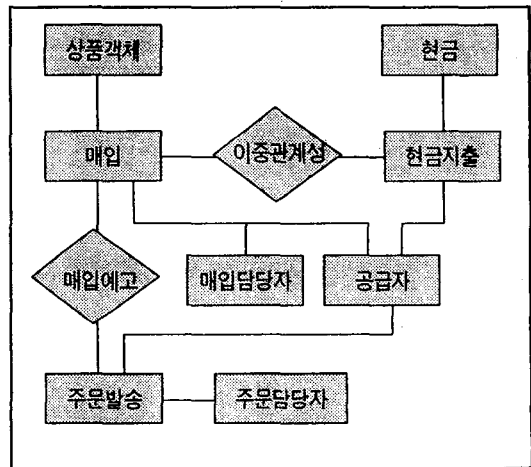 상품객체
현금
매입
이중관계성
현금지출
매입예고
매입담당자
공급자
주문발송
주문담당자